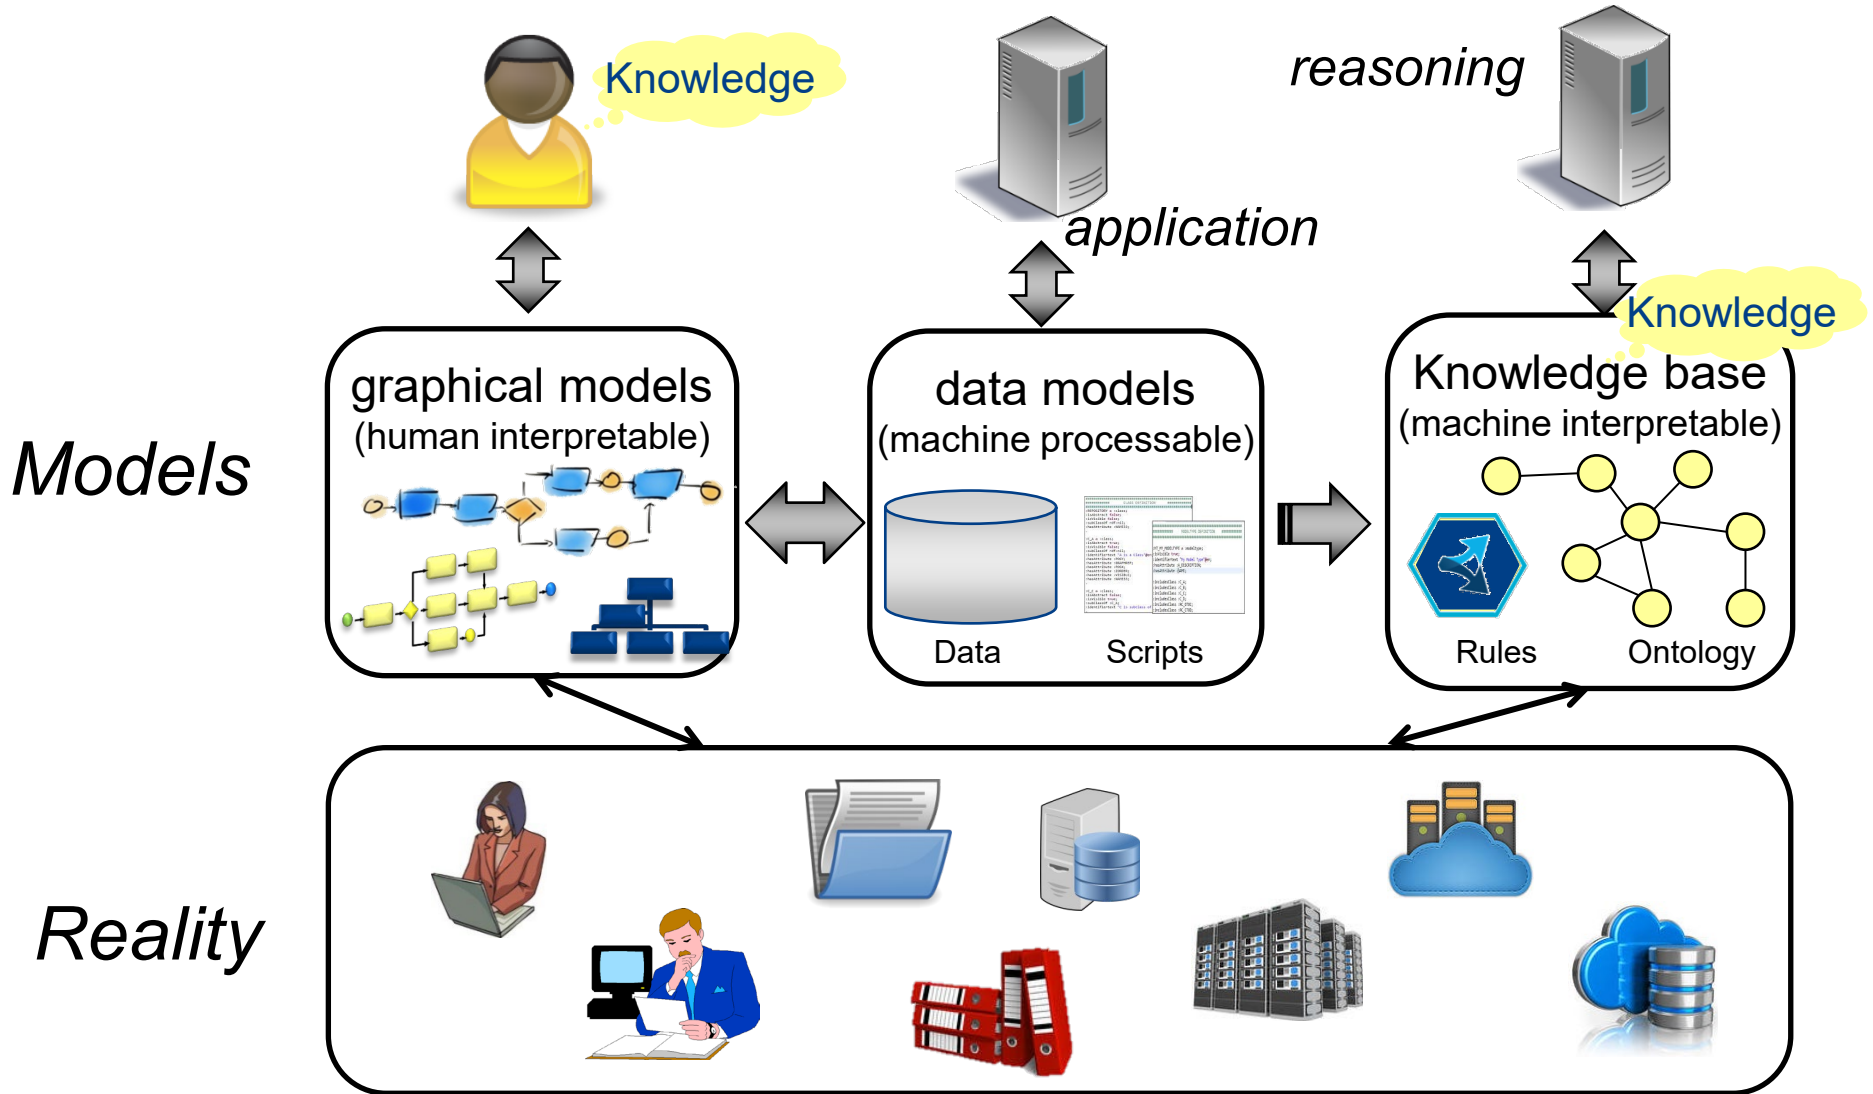 Knowledge
reasoning
application
Knowledge
graphical models
(human interpretable)
data models
(machine processable)
Knowledge base
(machine interpretable)
Models
Data
Scripts
Rules
Ontology
Reality